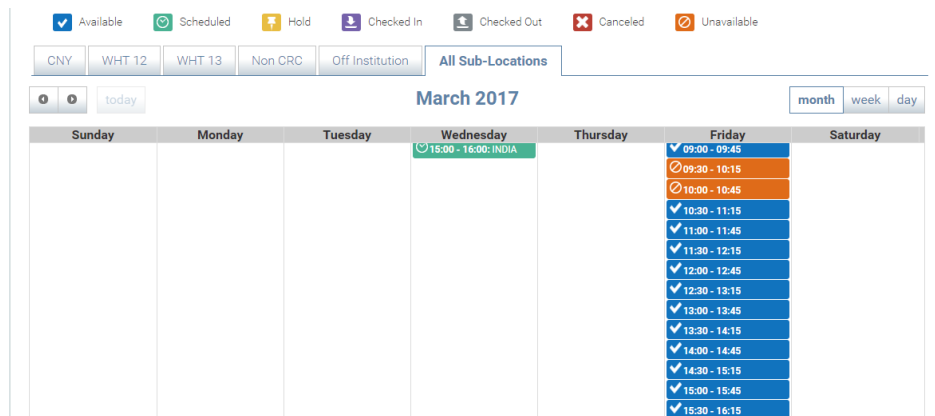 Available Scheduled Hold Checked In Checked Out Canceled Unavailable
CNY WHT 12 WHT 13 Non CRC Off Institution All Sub-Locations
today March 2017 month week day
Sunday Monday Tuesday Wednesday Thursday Friday Saturday
15:00 - 16:00: INDIA 09:00 - 09:45
09:30 - 10:15
10:00 - 10:45
10:30 - 11:15
11:00 - 11:45
11:30 - 12:15
12:00 - 12:45
12:30 - 13:15
13:00 - 13:45
13:30 - 14:15
14:00 - 14:45
14:30 - 15:15
15:00 - 15:45
15:30 - 16:15